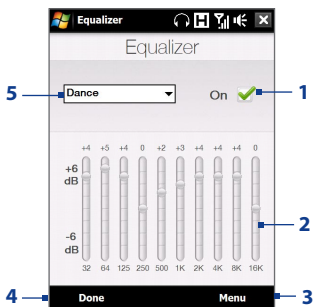 Equalizer
Equalizer
5 Dance On 1
+4 +5 +4 0 +2 +3 +4 +4 +4 0
+6
dB
2
-6
dB
32 64 125 250 500 1K 2K 4K 8K 16K
4 Done Menu 3